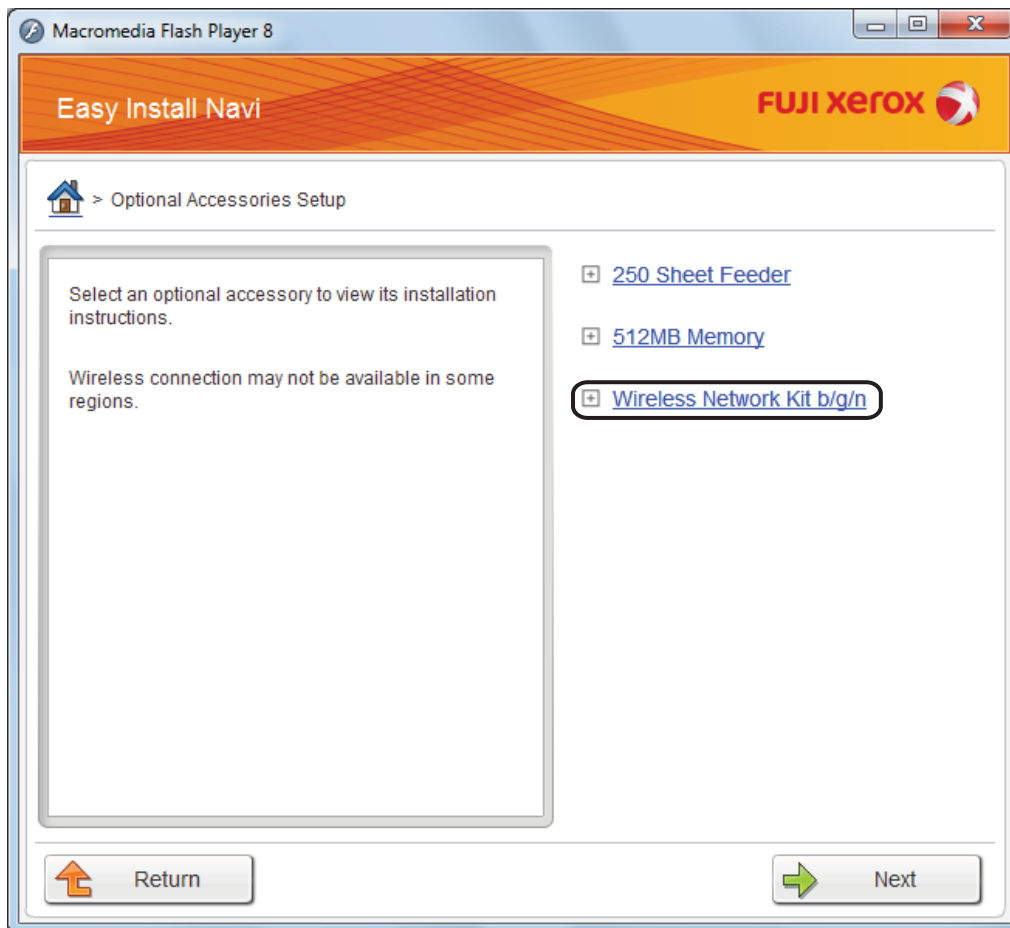 Macromedia Flash Player 8
Easy Install Navi
FUJI xerox
> Optional Accessories Setup
Select an optional accessory to view its installation
instructions.
Wireless connection may not be available in some
regions.
250 Sheet Feeder
512MB Memory
Wireless Network Kit b/g/n
Return
Next